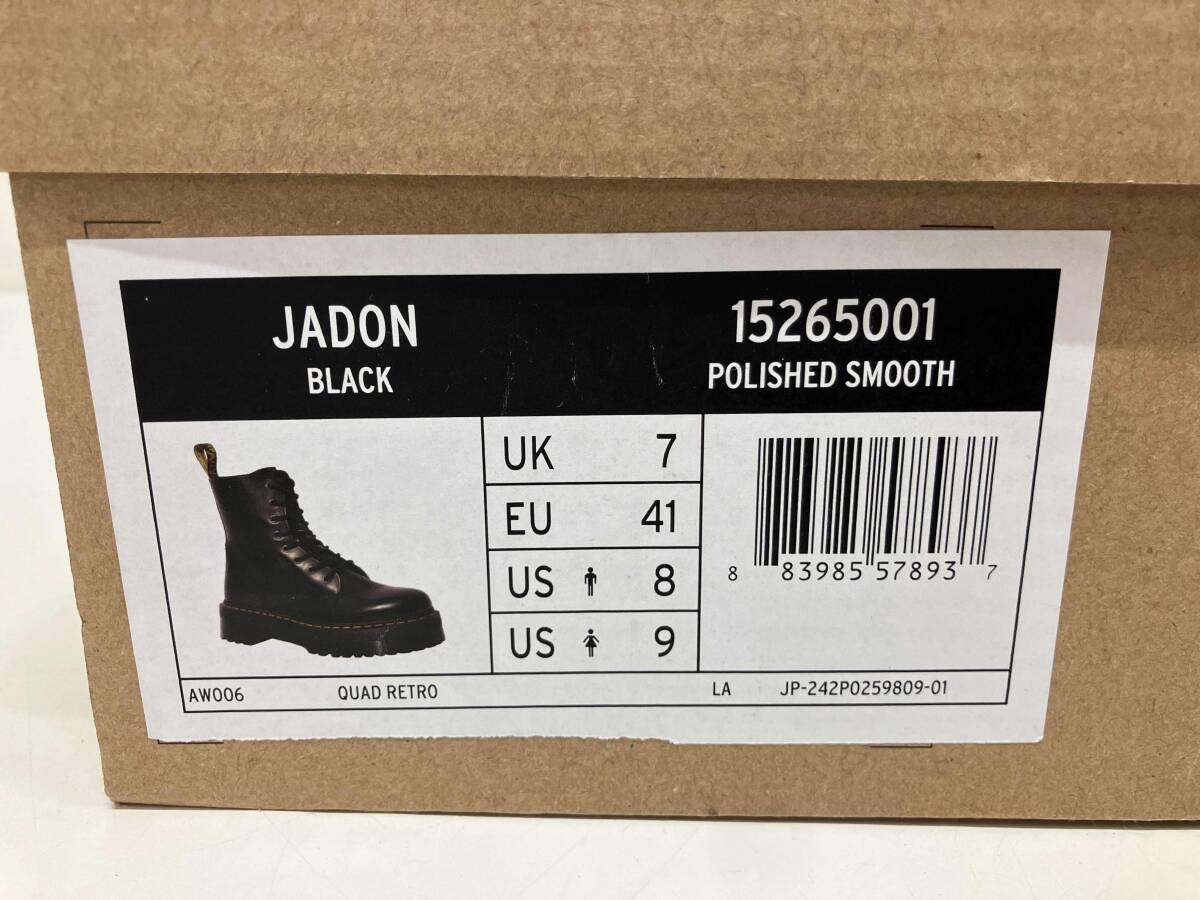 JADON
BLACK
15265001
POLISHED SMOOTH
UK 7
EU 41
US 8
US 9
8 83985 57893 7
AW006 QUAD RETRO LA JP-242P0259809-01